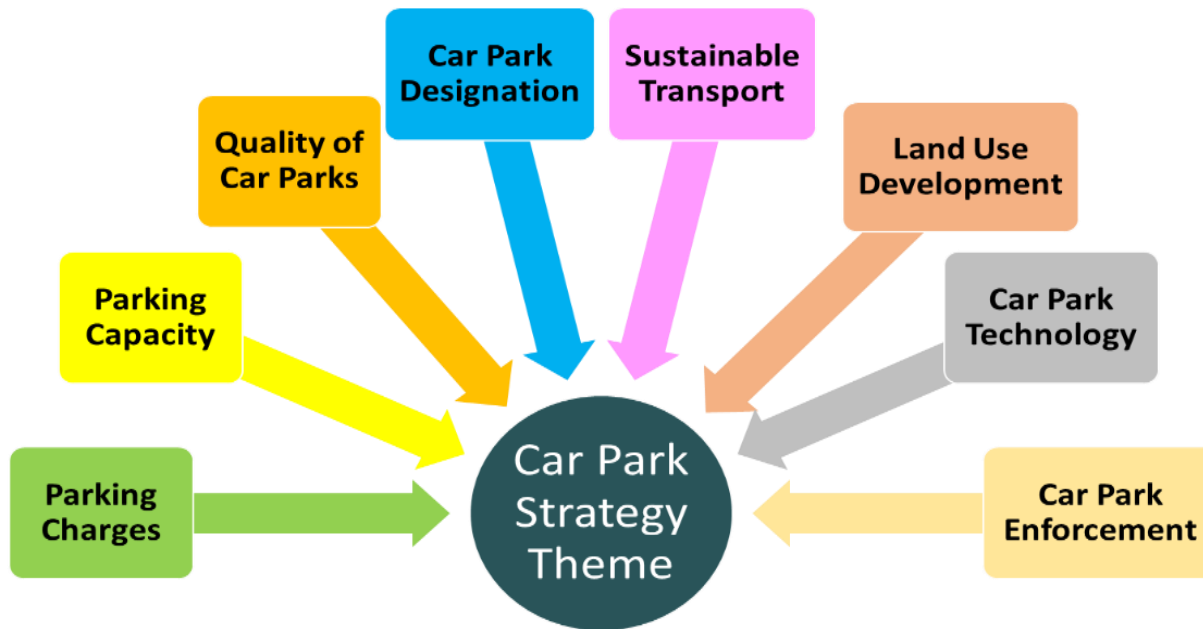 Car Park
Designation
Sustainable
Transport
Quality of
Car Parks
Land Use
Development
Parking
Capacity
Car Park
Technology
Parking
Charges
Car Park
Strategy
Theme
Car Park
Enforcement